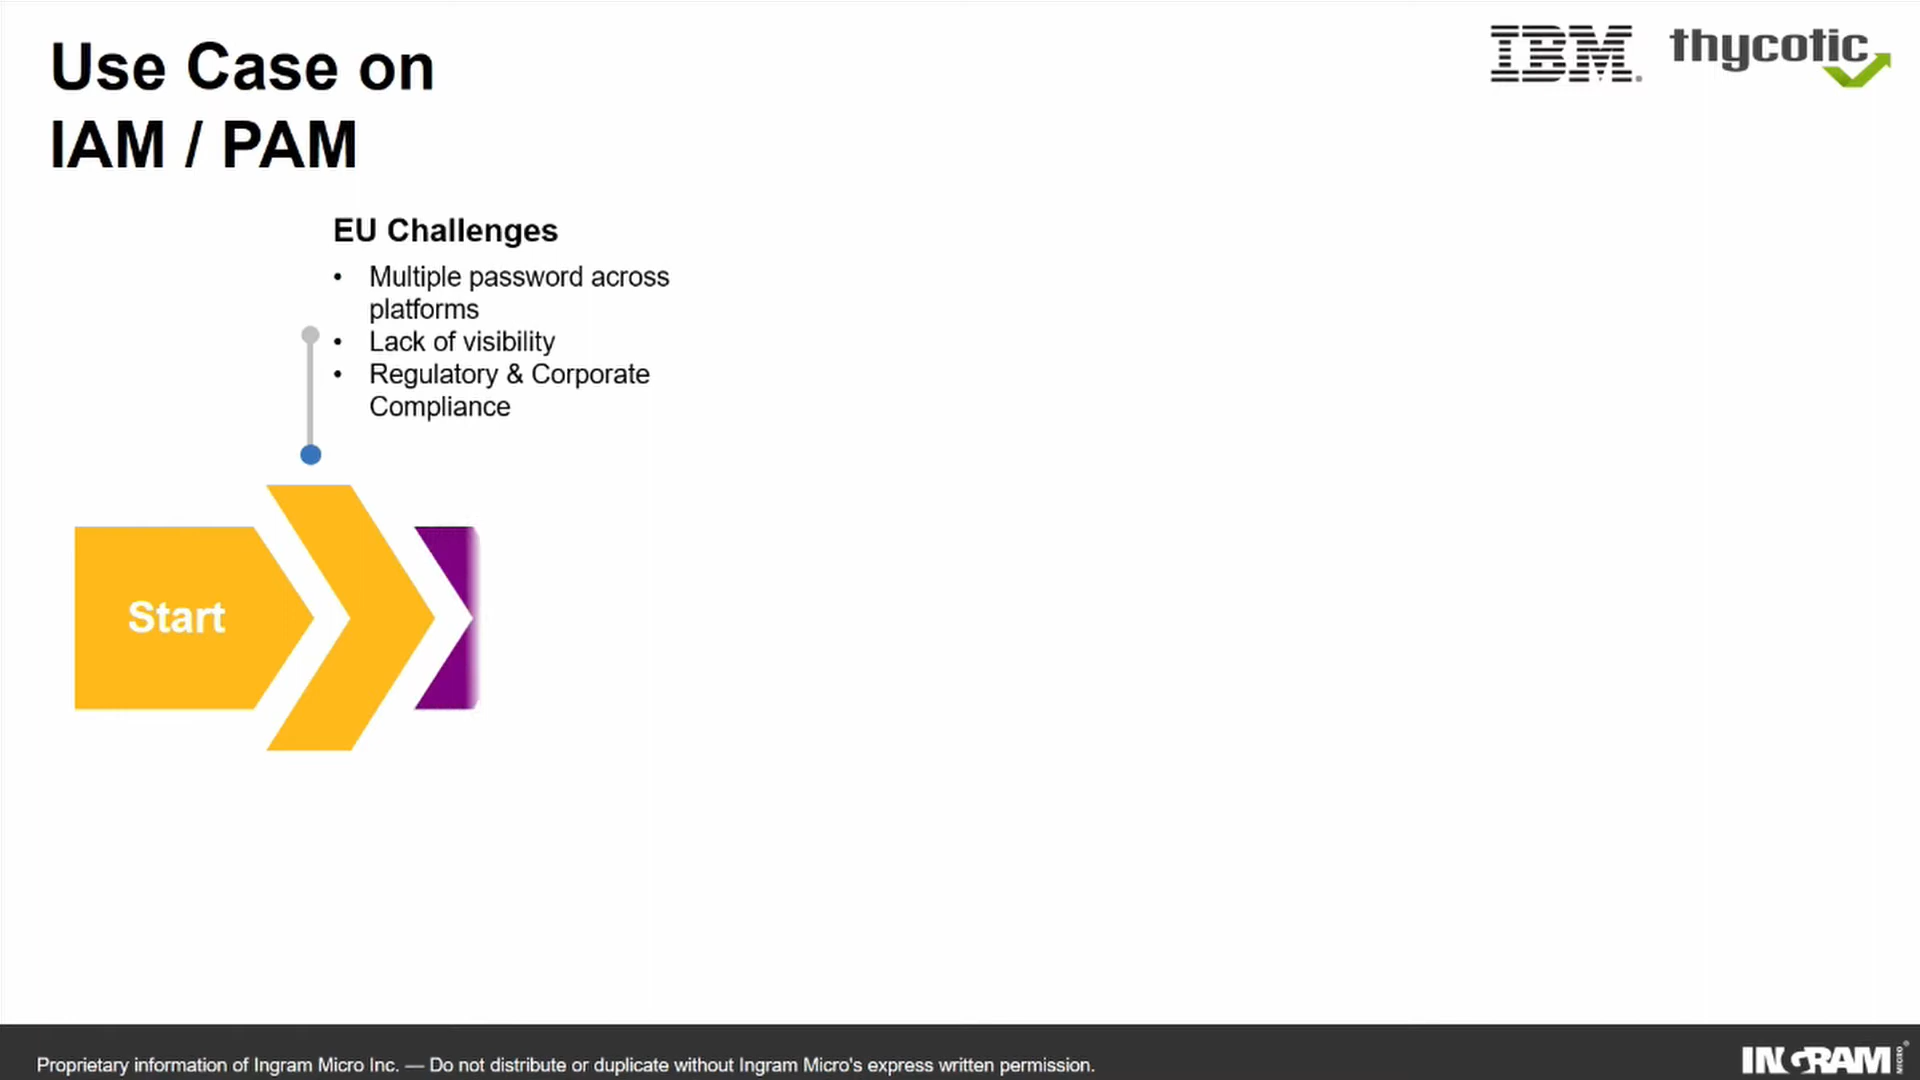 Use Case on
IAM / PAM
IBM
thycotic
EU Challenges
• Multiple password across
platforms
• Lack of visibility
• Regulatory & Corporate
Compliance
Start
Proprietary information of Ingram Micro Inc. — Do not distribute or duplicate without Ingram Micro's express written permission.
INGRAM MICRO